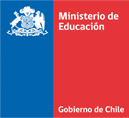 Ministerio de
Educación
Gobierno de Chile